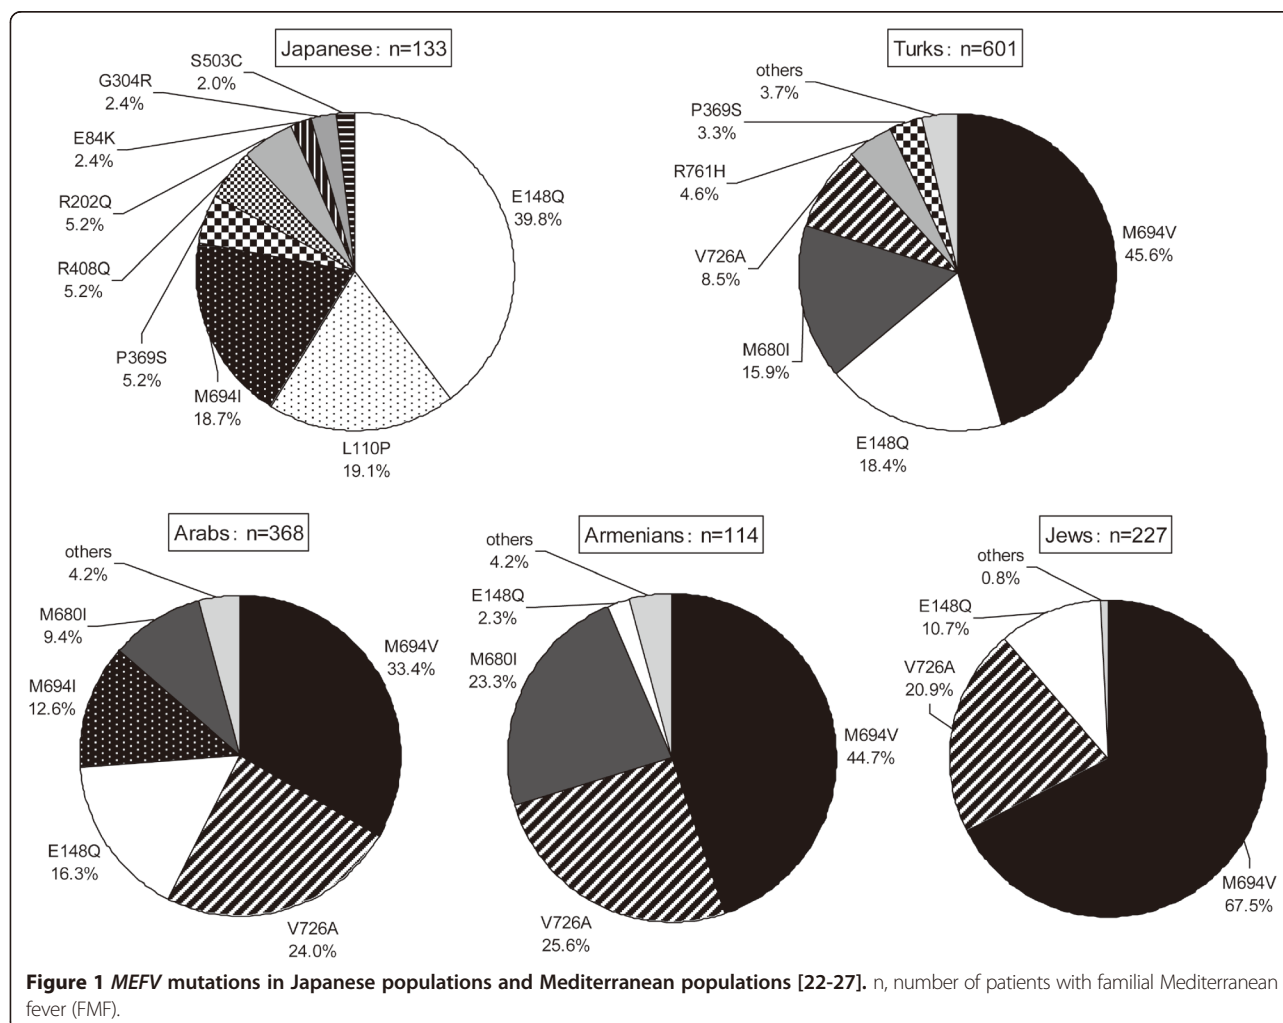 Japanese: n=133
S503C
2.0%
G304R
2.4%
E84K
2.4%
R202Q
5.2%
R408Q
5.2%
P369S
5.2%
M694I
18.7%
L110P
19.1%
E148Q
39.8%
Turks: n=601
others
3.7%
P369S
3.3%
R761H
4.6%
V726A
8.5%
M680I
15.9%
E148Q
18.4%
M694V
45.6%
Arabs: n=368
others
4.2%
M680I
9.4%
M694I
12.6%
E148Q
16.3%
V726A
24.0%
M694V
33.4%
Armenians: n=114
others
4.2%
E148Q
2.3%
M680I
23.3%
V726A
25.6%
M694V
44.7%
Jews: n=227
others
0.8%
E148Q
10.7%
V726A
20.9%
M694V
67.5%
Figure 1 MEFV mutations in Japanese populations and Mediterranean populations [22-27]. n, number of patients with familial Mediterranean
fever (FMF).